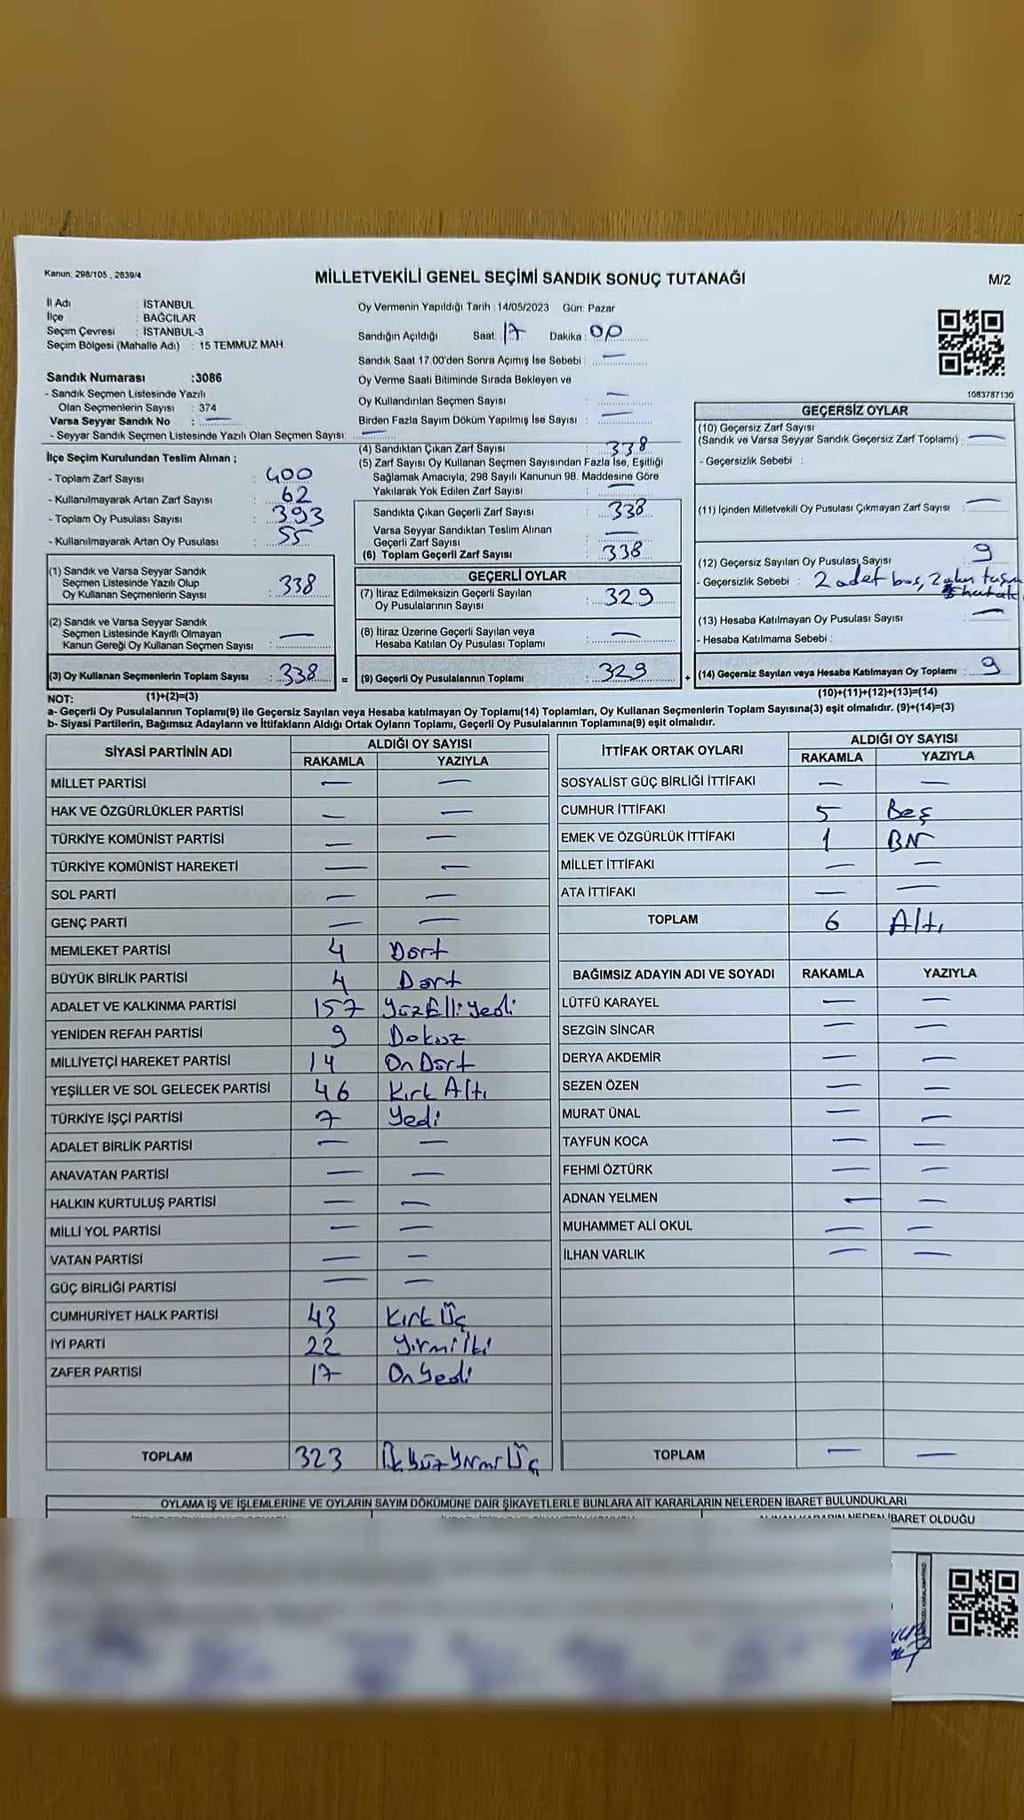 Kanun: 298/105 , 2839/4
MİLLETVEKİLİ GENEL SEÇİMİ SANDIK SONUÇ TUTANAĞI
M/2
İl Adı : İSTANBUL
İlçe : BAĞCILAR
Seçim Çevresi : İSTANBUL-3
Seçim Bölgesi (Mahalle Adı) : 15 TEMMUZ MAH
Sandık Numarası :3086
- Sandık Seçmen Listesinde Yazılı
Olan Seçmenlerin Sayısı : 374
Varsa Seyyar Sandık No : —
- Seyyar Sandık Seçmen Listesinde Yazılı Olan Seçmen Sayısı: —
İlçe Seçim Kurulundan Teslim Alınan ;
- Toplam Zarf Sayısı : 400
- Kullanılmayarak Artan Zarf Sayısı : 62
- Toplam Oy Pusulası Sayısı : 393
- Kullanılmayarak Artan Oy Pusulası : 55
(1) Sandık ve Varsa Seyyar Sandık
Seçmen Listesinde Yazılı Olup
Oy Kullanan Seçmenlerin Sayısı : 338
(2) Sandık ve Varsa Seyyar Sandık
Seçmen Listesinde Kayıtlı Olmayan
Kanun Gereği Oy Kullanan Seçmen Sayısı : —
(3) Oy Kullanan Seçmenlerin Toplam Sayısı : 338
Oy Vermenin Yapıldığı Tarih : 14/05/2023 Gün: Pazar
Sandığın Açıldığı Saat : 17 Dakika : 00
Sandık Saat 17.00'den Sonra Açımış İse Sebebi : —
Oy Verme Saati Bitiminde Sırada Bekleyen ve
Oy Kullandırılan Seçmen Sayısı : —
Birden Fazla Sayım Döküm Yapılmış İse Sayısı : —
(4) Sandıktan Çıkan Zarf Sayısı : 338
(5) Zarf Sayısı Oy Kullanan Seçmen Sayısından Fazla İse, Eşitliği
Sağlamak Amacıyla, 298 Sayılı Kanunun 98. Maddesine Göre
Yakılarak Yok Edilen Zarf Sayısı : —
Sandıkta Çıkan Geçerli Zarf Sayısı : 338
Varsa Seyyar Sandıktan Teslim Alınan
Geçerli Zarf Sayısı : —
(6) Toplam Geçerli Zarf Sayısı : 338
GEÇERLİ OYLAR
(7) İtiraz Edilmeksizin Geçerli Sayılan
Oy Pusulalarının Sayısı : 329
(8) İtiraz Üzerine Geçerli Sayılan veya
Hesaba Katılan Oy Pusulası Toplamı : —
= (9) Geçerli Oy Pusulalarının Toplamı : 329
1083787130
GEÇERSİZ OYLAR
(10) Geçersiz Zarf Sayısı
(Sandık ve Varsa Seyyar Sandık Geçersiz Zarf Toplamı) : —
- Geçersizlik Sebebi :
(11) İçinden Milletvekili Oy Pusulası Çıkmayan Zarf Sayısı : —
(12) Geçersiz Sayılan Oy Pusulası Sayısı : 9
- Geçersizlik Sebebi : 2 adet boş, 2
(13) Hesaba Katılmayan Oy Pusulası Sayısı : —
- Hesaba Katılmama Sebebi :
+ (14) Geçersiz Sayılan veya Hesaba Katılmayan Oy Toplamı : 9
NOT: (1)+(2)=(3) (10)+(11)+(12)+(13)=(14)
a- Geçerli Oy Pusulalarının Toplamı(9) ile Geçersiz Sayılan veya Hesaba katılmayan Oy Toplamı(14) Toplamları, Oy Kullanan Seçmenlerin Toplam Sayısına(3) eşit olmalıdır. (9)+(14)=(3)
b- Siyasi Partilerin, Bağımsız Adayların ve İttifakların Aldığı Ortak Oyların Toplamı, Geçerli Oy Pusulalarının Toplamına(9) eşit olmalıdır.
SİYASİ PARTİNİN ADI ALDIĞI OY SAYISI
RAKAMLA YAZIYLA
MİLLET PARTİSİ — —
HAK VE ÖZGÜRLÜKLER PARTİSİ — —
TÜRKİYE KOMÜNİST PARTİSİ — —
TÜRKİYE KOMÜNİST HAREKETİ — —
SOL PARTİ — —
GENÇ PARTİ — —
MEMLEKET PARTİSİ 4 Dört
BÜYÜK BİRLİK PARTİSİ 4 Dört
ADALET VE KALKINMA PARTİSİ 157 YüzElliyedi
YENİDEN REFAH PARTİSİ 9 Dokuz
MİLLİYETÇİ HAREKET PARTİSİ 14 OnDört
YEŞİLLER VE SOL GELECEK PARTİSİ 46 Kırk Altı
TÜRKİYE İŞÇİ PARTİSİ 7 Yedi
ADALET BİRLİK PARTİSİ — —
ANAVATAN PARTİSİ — —
HALKIN KURTULUŞ PARTİSİ — —
MİLLİ YOL PARTİSİ — —
VATAN PARTİSİ — —
GÜÇ BİRLİĞİ PARTİSİ — —
CUMHURİYET HALK PARTİSİ 43 Kırk Üç
İYİ PARTİ 22 Yirmiİki
ZAFER PARTİSİ 17 OnYedi
TOPLAM 323 ÜçYüzYirmiÜç
İTTİFAK ORTAK OYLARI ALDIĞI OY SAYISI
RAKAMLA YAZIYLA
SOSYALİST GÜÇ BİRLİĞİ İTTİFAKI — —
CUMHUR İTTİFAKI 5 Beş
EMEK VE ÖZGÜRLÜK İTTİFAKI 1 BİR
MİLLET İTTİFAKI — —
ATA İTTİFAKI — —
TOPLAM 6 Altı
BAĞIMSIZ ADAYIN ADI VE SOYADI RAKAMLA YAZIYLA
LÜTFÜ KARAYEL — —
SEZGİN SİNCAR — —
DERYA AKDEMİR — —
SEZEN ÖZEN — —
MURAT ÜNAL — —
TAYFUN KOCA — —
FEHMİ ÖZTÜRK — —
ADNAN YELMEN — —
MUHAMMET ALİ OKUL — —
İLHAN VARLIK — —
TOPLAM — —
OYLAMA İŞ VE İŞLEMLERİNE VE OYLARIN SAYIM DÖKÜMÜNE DAİR ŞİKAYETLERLE BUNLARA AİT KARARLARIN NELERDEN İBARET BULUNDUKLARI
İBARET OLDUĞU